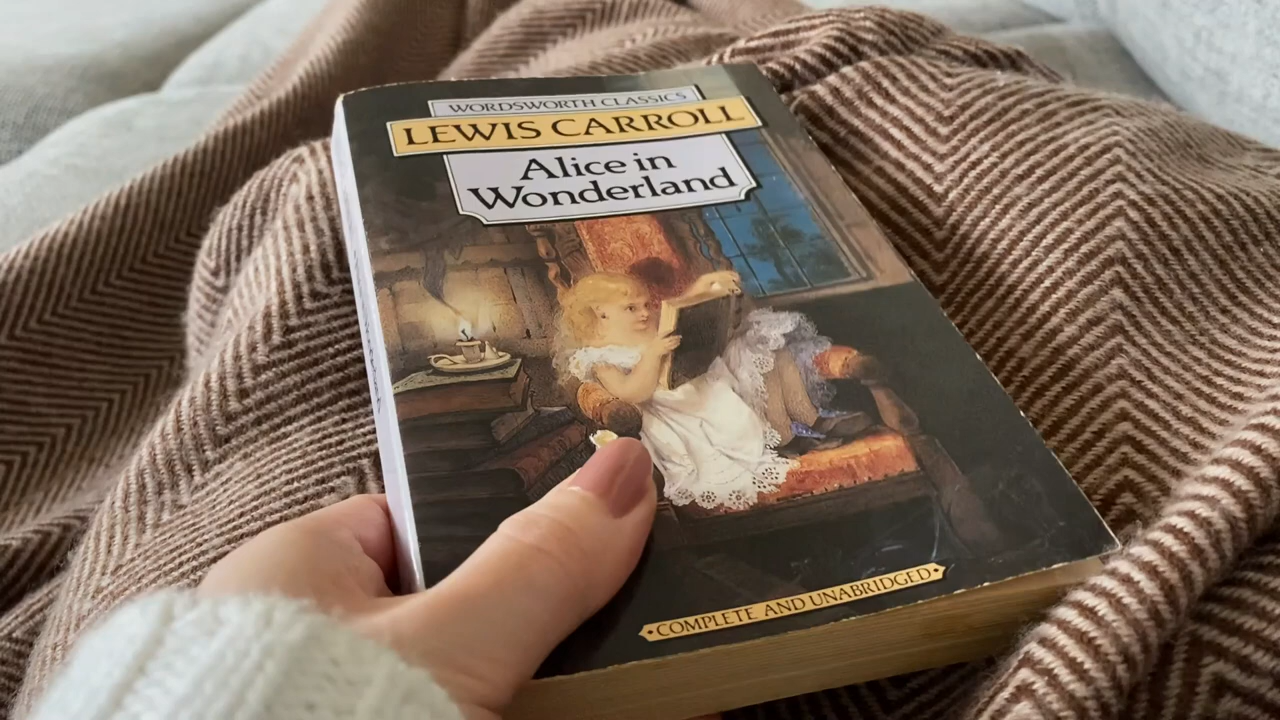 WORDSWORTH CLASSICS
LEWIS CARROLL
Alice in
Wonderland
COMPLETE AND UNABRIDGED